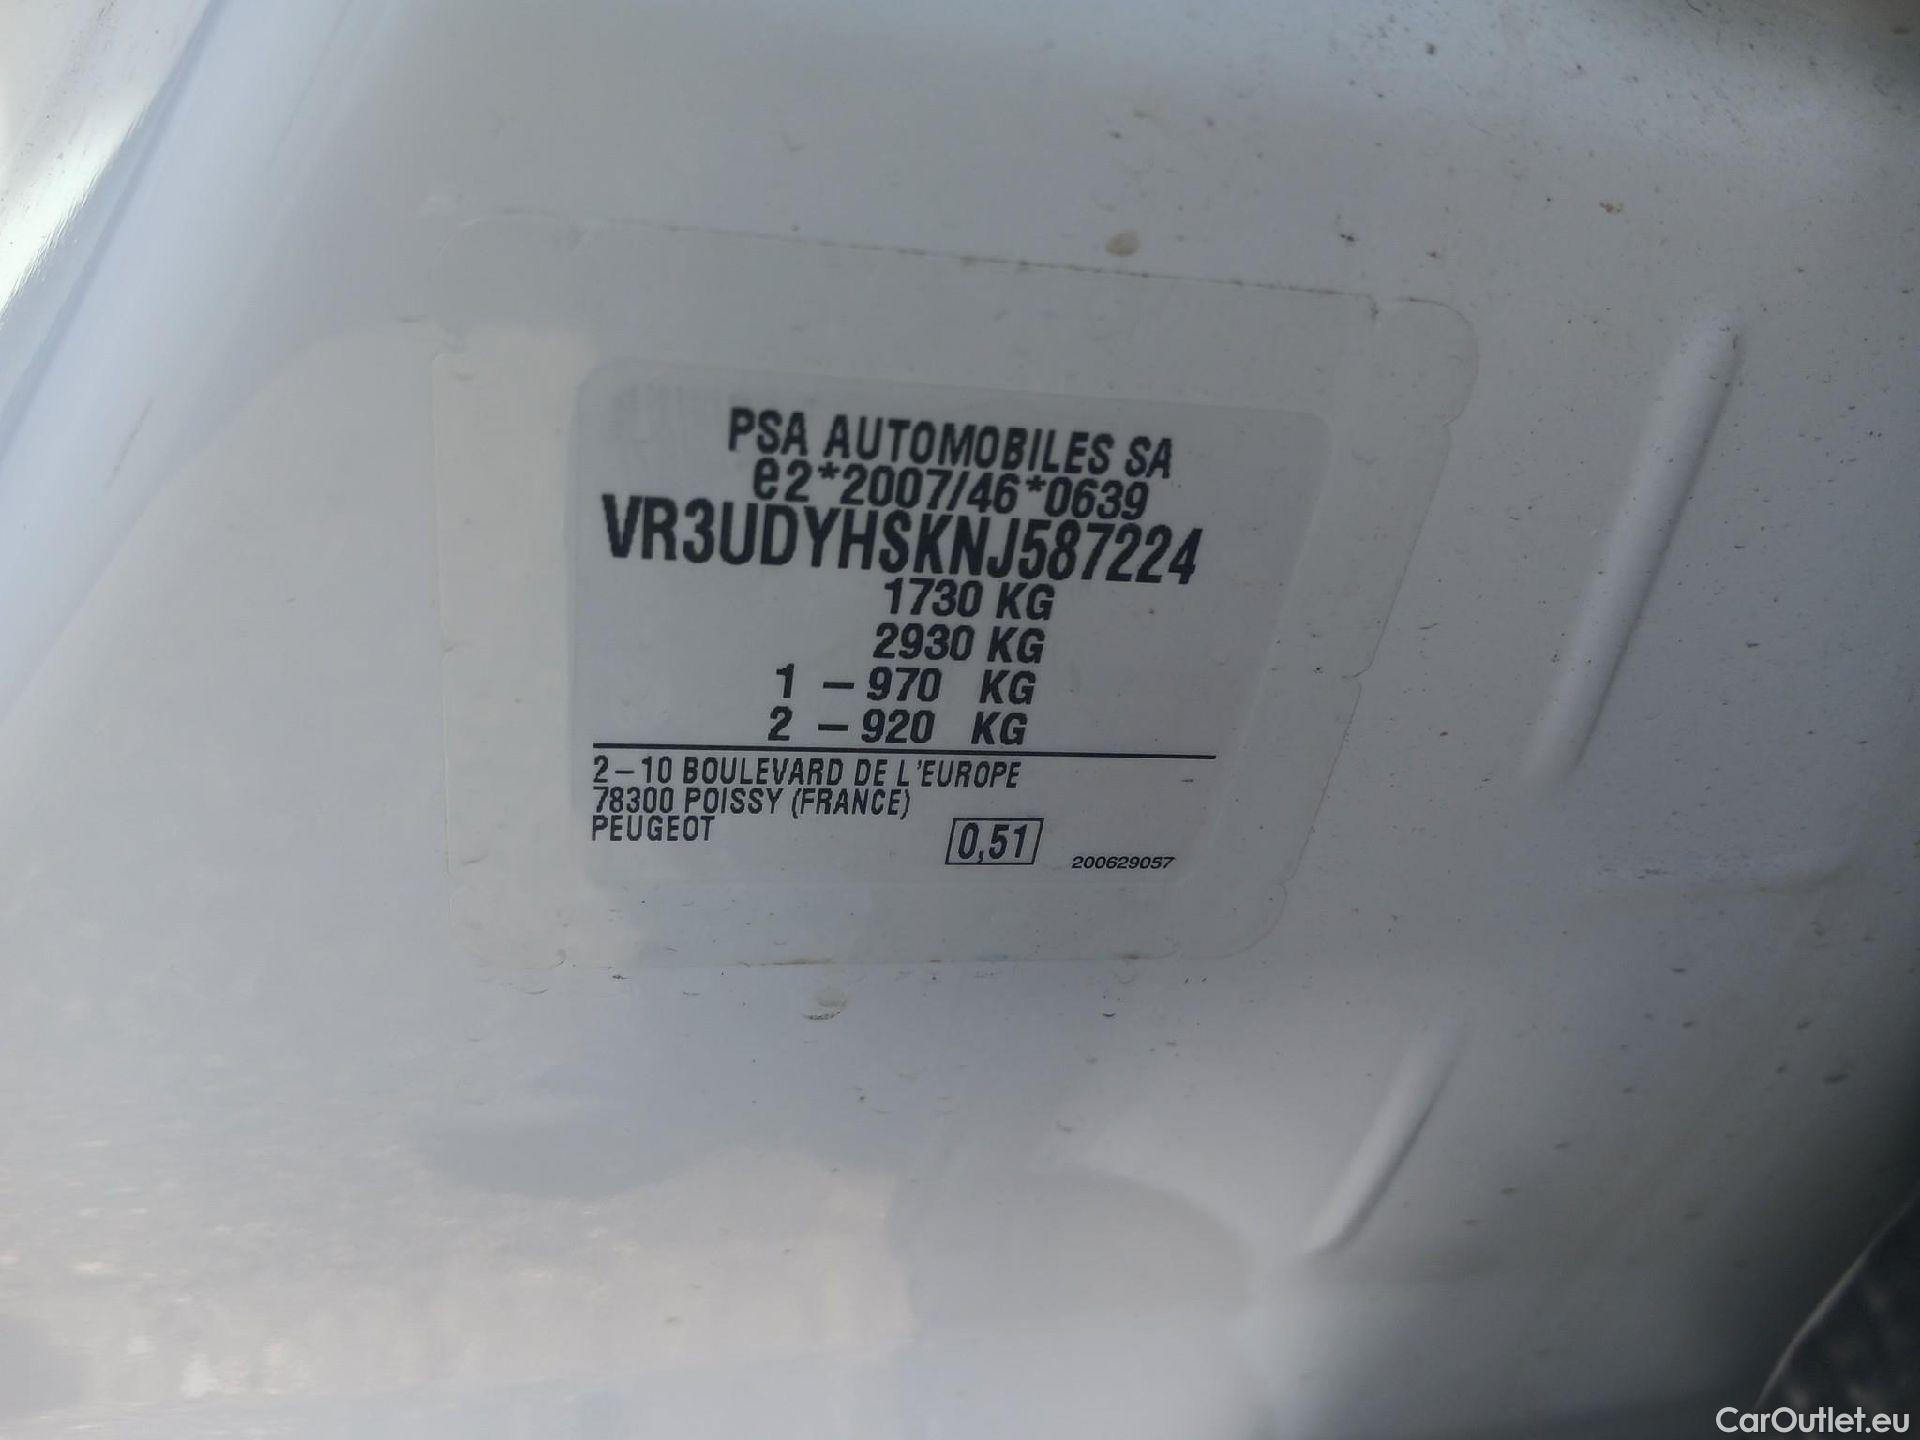 PSA AUTOMOBILES SA
e2*2007/46*0639
VR3UDYHSKNJ587224
1730 KG
2930 KG
1 – 970 KG
2 – 920 KG
2–10 BOULEVARD DE L'EUROPE
78300 POISSY (FRANCE)
PEUGEOT
0,51
200629057
CarOutlet.eu